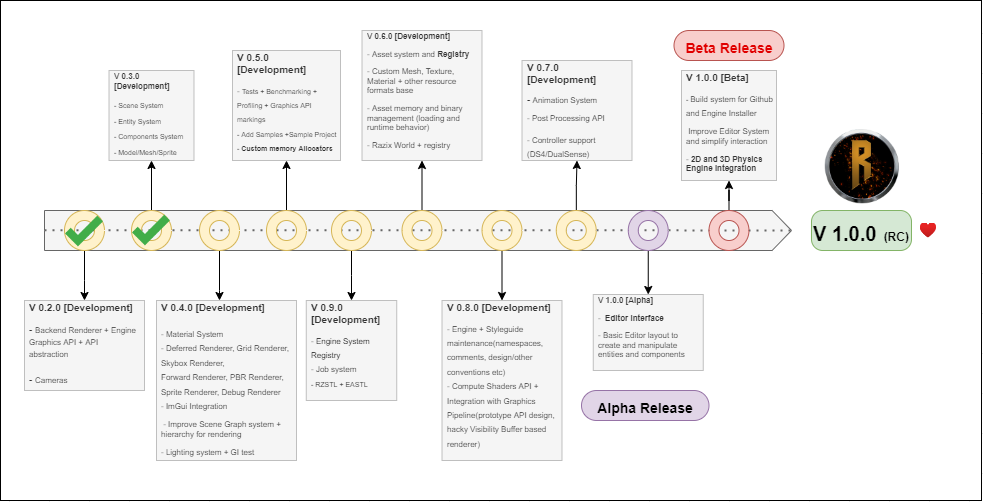 V 0.3.0
[Development]
- Scene System
- Entity System
- Components System
- Model/Mesh/Sprite
V 0.5.0
[Development]
- Tests + Benchmarking +
Profiling + Graphics API
markings
- Add Samples +Sample Project
- Custom memory Allocators
V 0.6.0 [Development]
- Asset system and Registry
- Custom Mesh, Texture,
Material + other resource
formats base
- Asset memory and binary
management (loading and
runtime behavior)
- Razix World + registry
V 0.7.0
[Development]
- Animation System
- Post Processing API
- Controller support
(DS4/DualSense)
Beta Release
V 1.0.0 [Beta]
- Build system for Github
and Engine Installer
Improve Editor System
and simplify interaction
- 2D and 3D Physics
Engine Integration
R
V 1.0.0 (RC)
V 0.2.0 [Development]
- Backend Renderer + Engine
Graphics API + API
abstraction
- Cameras
V 0.4.0 [Development]
- Material System
- Deferred Renderer, Grid Renderer,
Skybox Renderer,
Forward Renderer, PBR Renderer,
Sprite Renderer, Debug Renderer
- ImGui Integration
- Improve Scene Graph system +
hierarchy for rendering
- Lighting system + GI test
V 0.9.0
[Development]
- Engine System
Registry
- Job system
- RZSTL + EASTL
V 0.8.0 [Development]
- Engine + Styleguide
maintenance(namespaces,
comments, design/other
conventions etc)
- Compute Shaders API +
Integration with Graphics
Pipeline(prototype API design,
hacky Visibility Buffer based
renderer)
V 1.0.0 [Alpha]
- Editor Interface
- Basic Editor layout to
create and manipulate
entities and components
Alpha Release